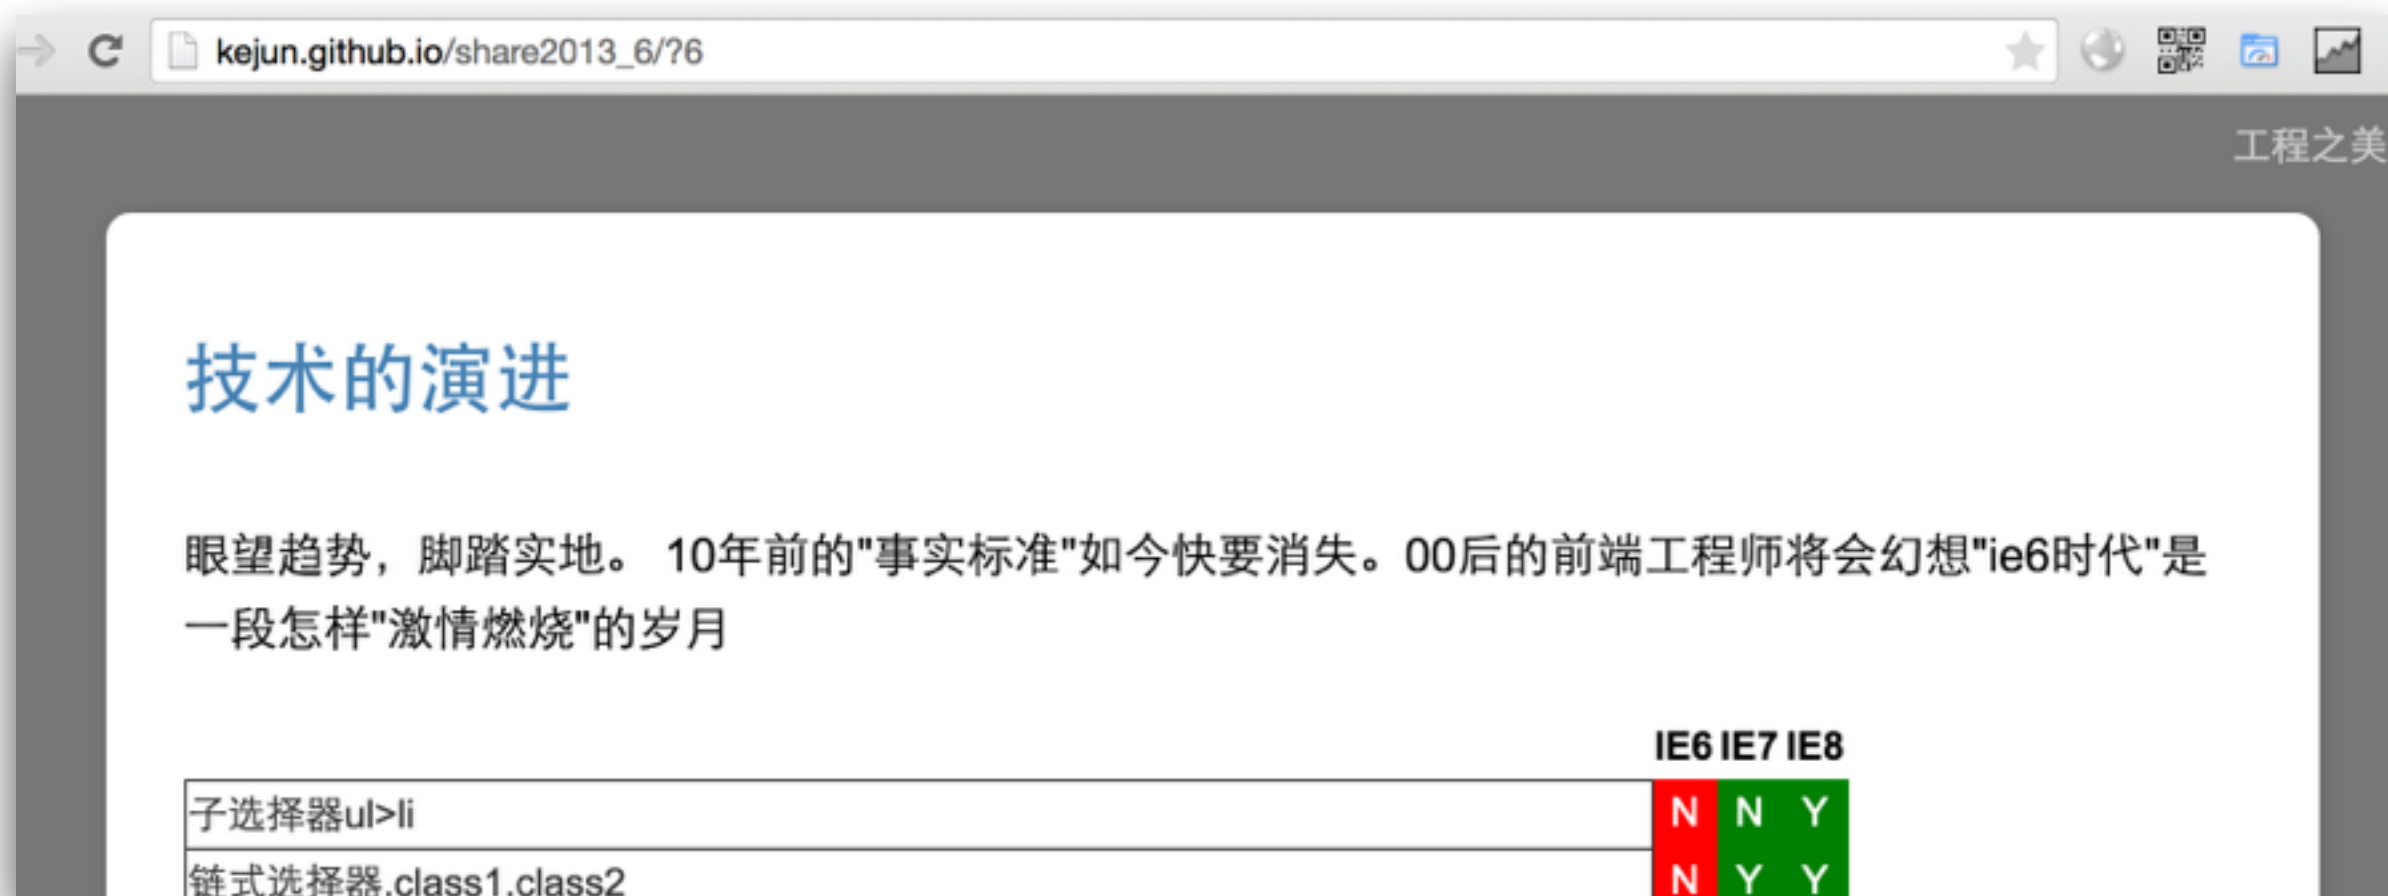 kejun.github.io/share2013_6/?6
工程之美
技术的演进
眼望趋势，脚踏实地。 10年前的"事实标准"如今快要消失。00后的前端工程师将会幻想"ie6时代"是
一段怎样"激情燃烧"的岁月
IE6 IE7 IE8
子选择器ul>li N N Y
链式选择器.class1.class2 N Y Y